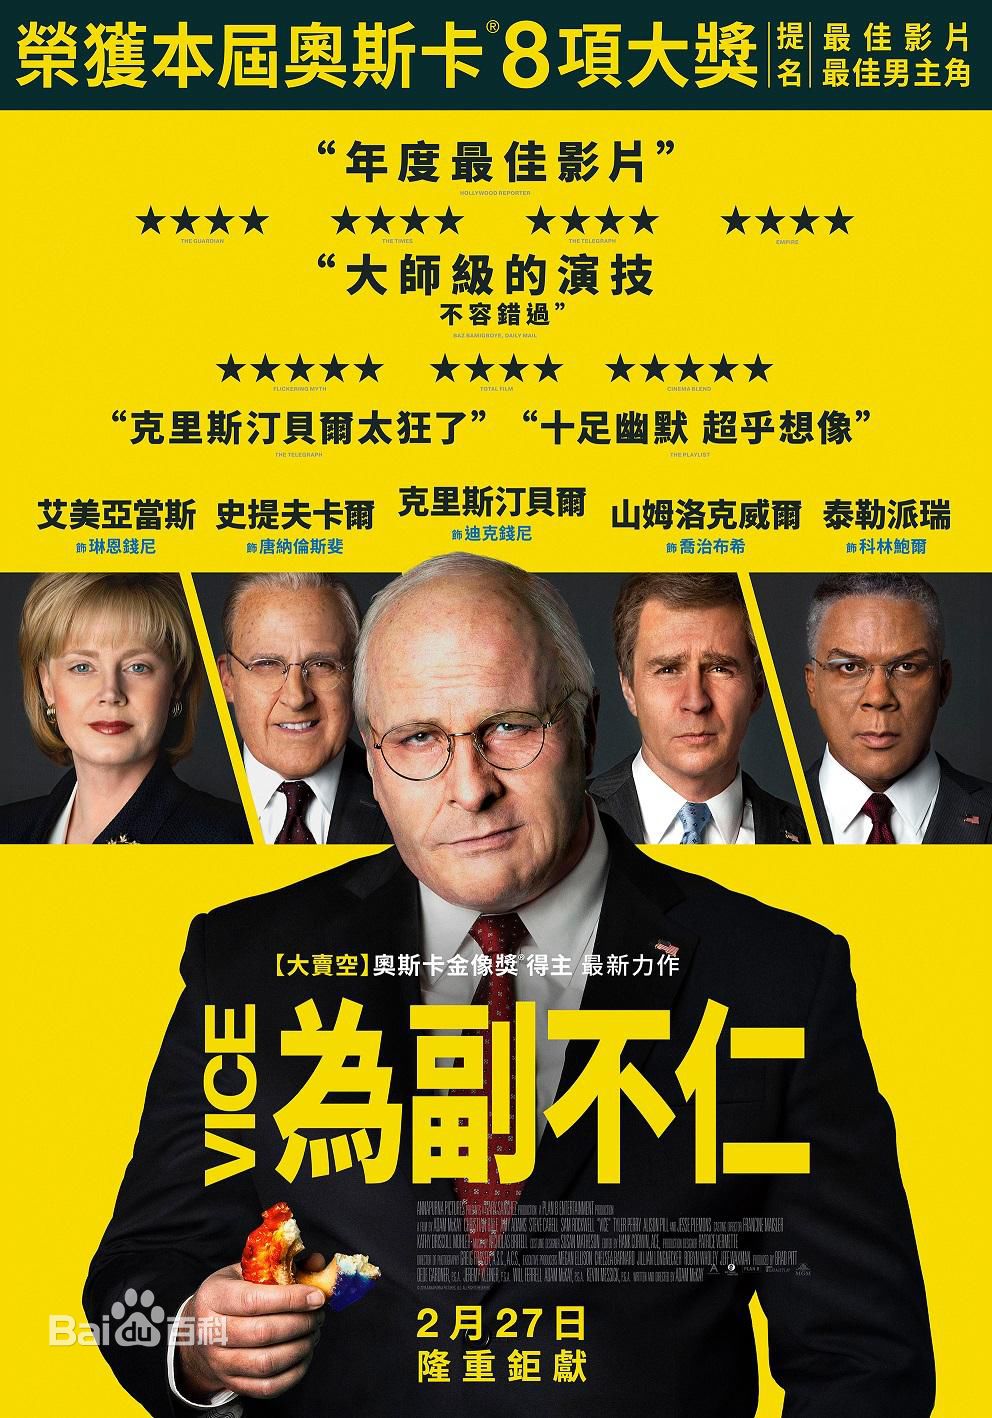 榮獲本屆奧斯卡®8項大獎 提名 最佳影片 最佳男主角
“年度最佳影片”
HOLLYWOOD REPORTER
★★★★ ★★★★ ★★★★ ★★★★
THE GUARDIAN THE TIMES THE TELEGRAPH EMPIRE
“大師級的演技
不容錯過”
BAZ BAMIGBOYE, DAILY MAIL
★★★★★ ★★★★ ★★★★★
FLICKERING MYTH TOTAL FILM CINEMA BLEND
“克里斯汀貝爾太狂了” “十足幽默 超乎想像”
THE TELEGRAPH THE PLAYLIST
艾美亞當斯 史提夫卡爾 克里斯汀貝爾 山姆洛克威爾 泰勒派瑞
飾琳恩錢尼 飾唐納倫斯斐 飾迪克錢尼 飾喬治布希 飾科林鮑爾
【大賣空】奧斯卡金像獎®得主 最新力作
VICE
為副不仁
2月27日
隆重鉅獻
Bai du 百科